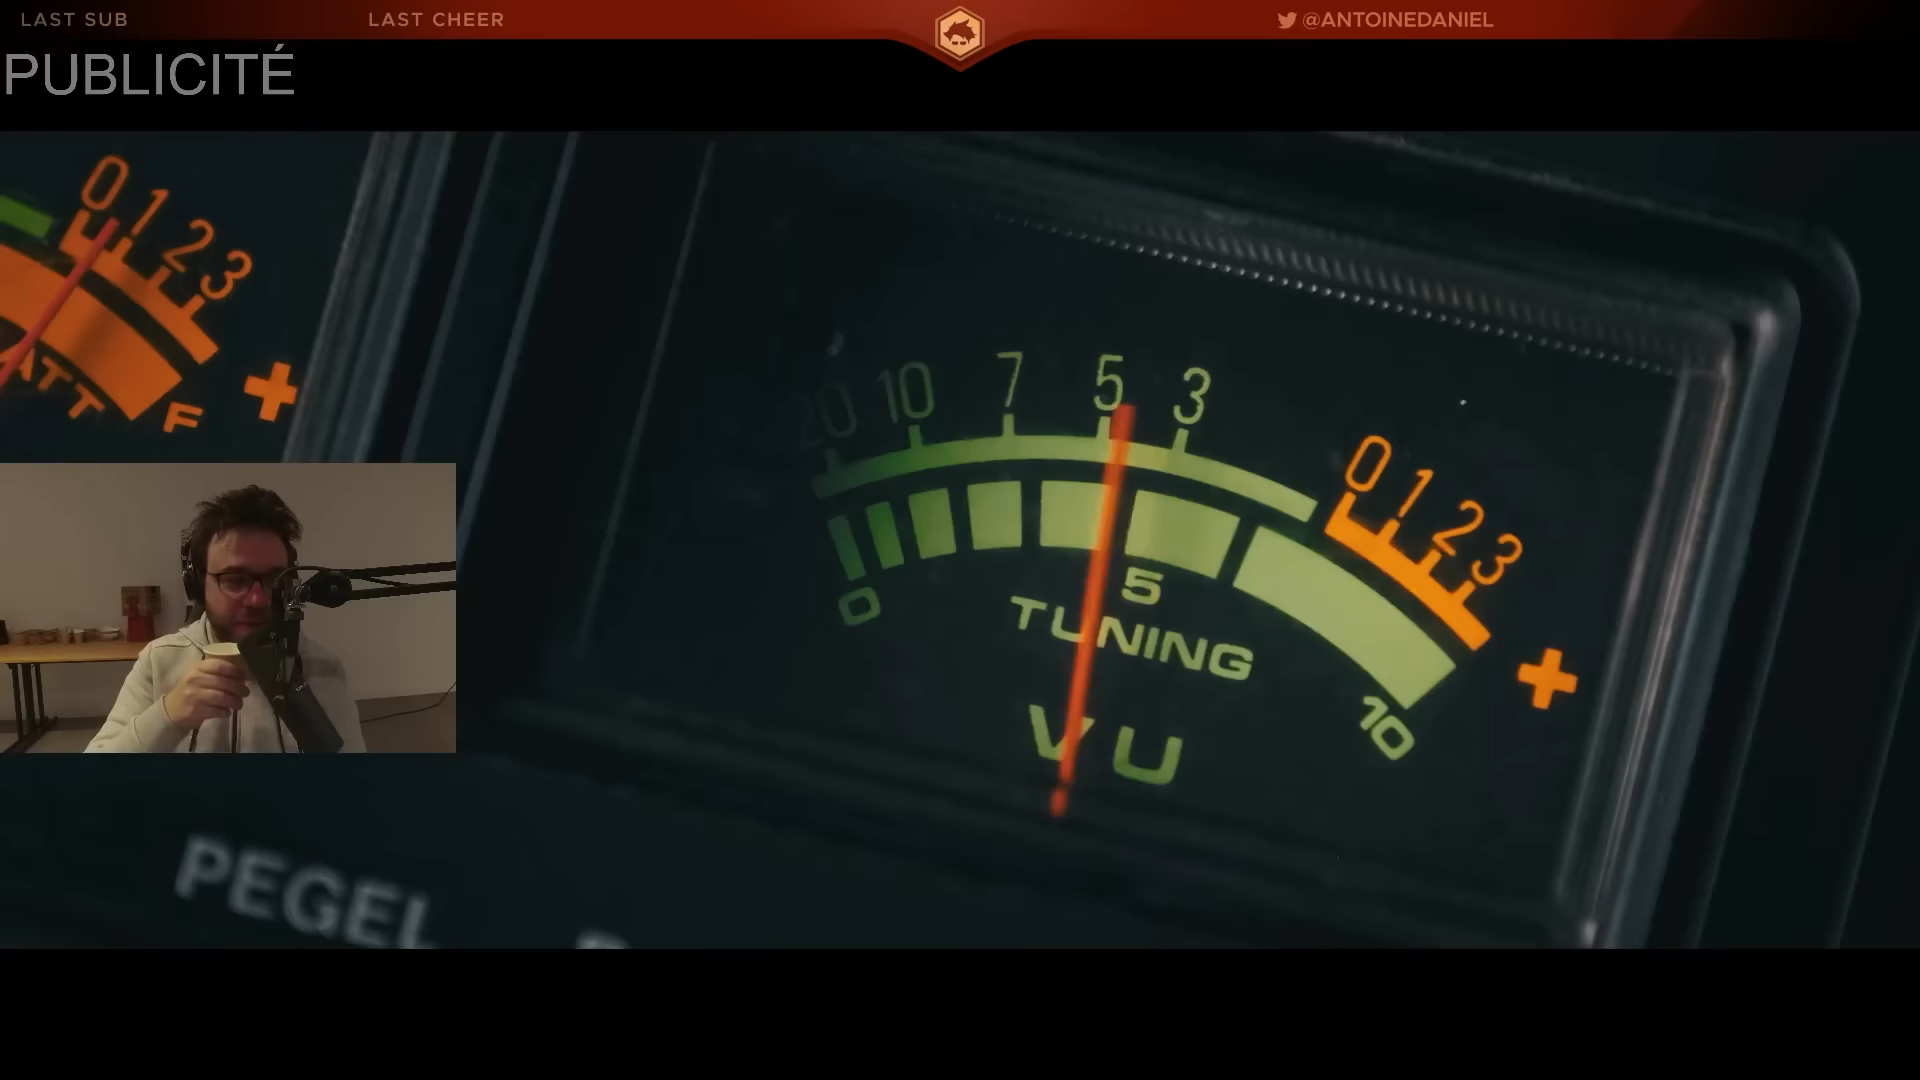 LAST SUB
LAST CHEER
@ANTOINEDANIEL
PUBLICITÉ
0 1 2 3
ATT
F
+
20 10 7 5 3
0 1 2 3
+
0 5 10
TUNING
VU
PEGEL